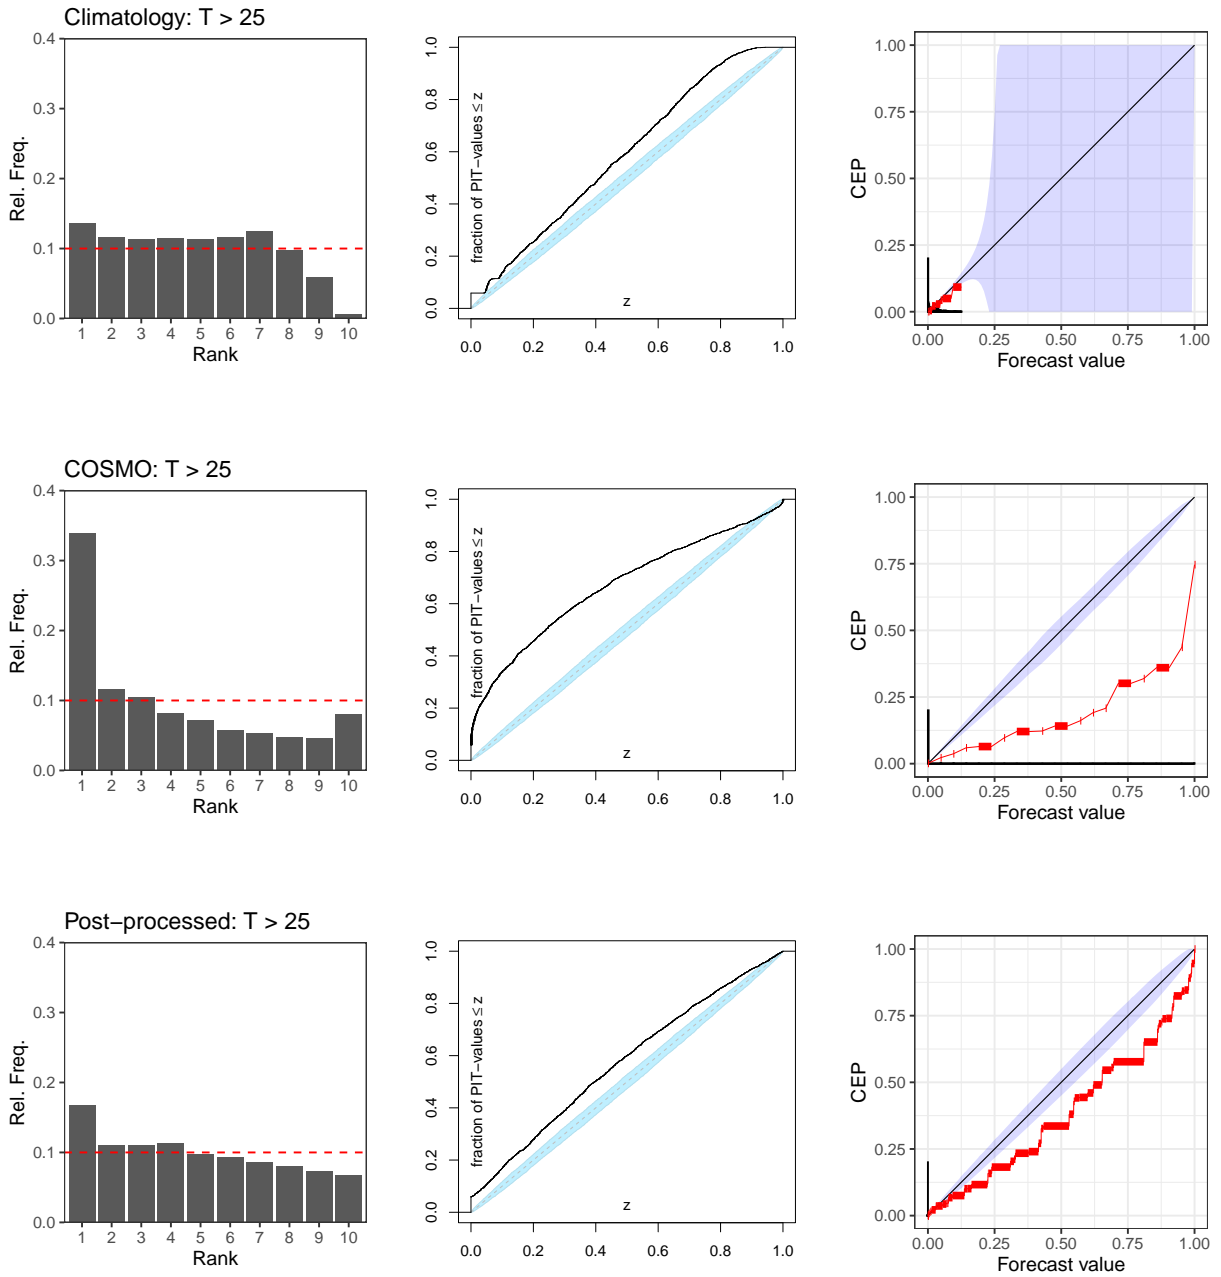 Climatology: T > 25
Rel. Freq.
0.4
0.3
0.2
0.1
0.0
1 2 3 4 5 6 7 8 9 10
Rank
fraction of PIT−values ≤ z
1.0
0.8
0.6
0.4
0.2
0.0
z
0.0 0.2 0.4 0.6 0.8 1.0
CEP
1.00
0.75
0.50
0.25
0.00
0.00 0.25 0.50 0.75 1.00
Forecast value
COSMO: T > 25
Rel. Freq.
0.4
0.3
0.2
0.1
0.0
1 2 3 4 5 6 7 8 9 10
Rank
fraction of PIT−values ≤ z
1.0
0.8
0.6
0.4
0.2
0.0
z
0.0 0.2 0.4 0.6 0.8 1.0
CEP
1.00
0.75
0.50
0.25
0.00
0.00 0.25 0.50 0.75 1.00
Forecast value
Post−processed: T > 25
Rel. Freq.
0.4
0.3
0.2
0.1
0.0
1 2 3 4 5 6 7 8 9 10
Rank
fraction of PIT−values ≤ z
1.0
0.8
0.6
0.4
0.2
0.0
z
0.0 0.2 0.4 0.6 0.8 1.0
CEP
1.00
0.75
0.50
0.25
0.00
0.00 0.25 0.50 0.75 1.00
Forecast value